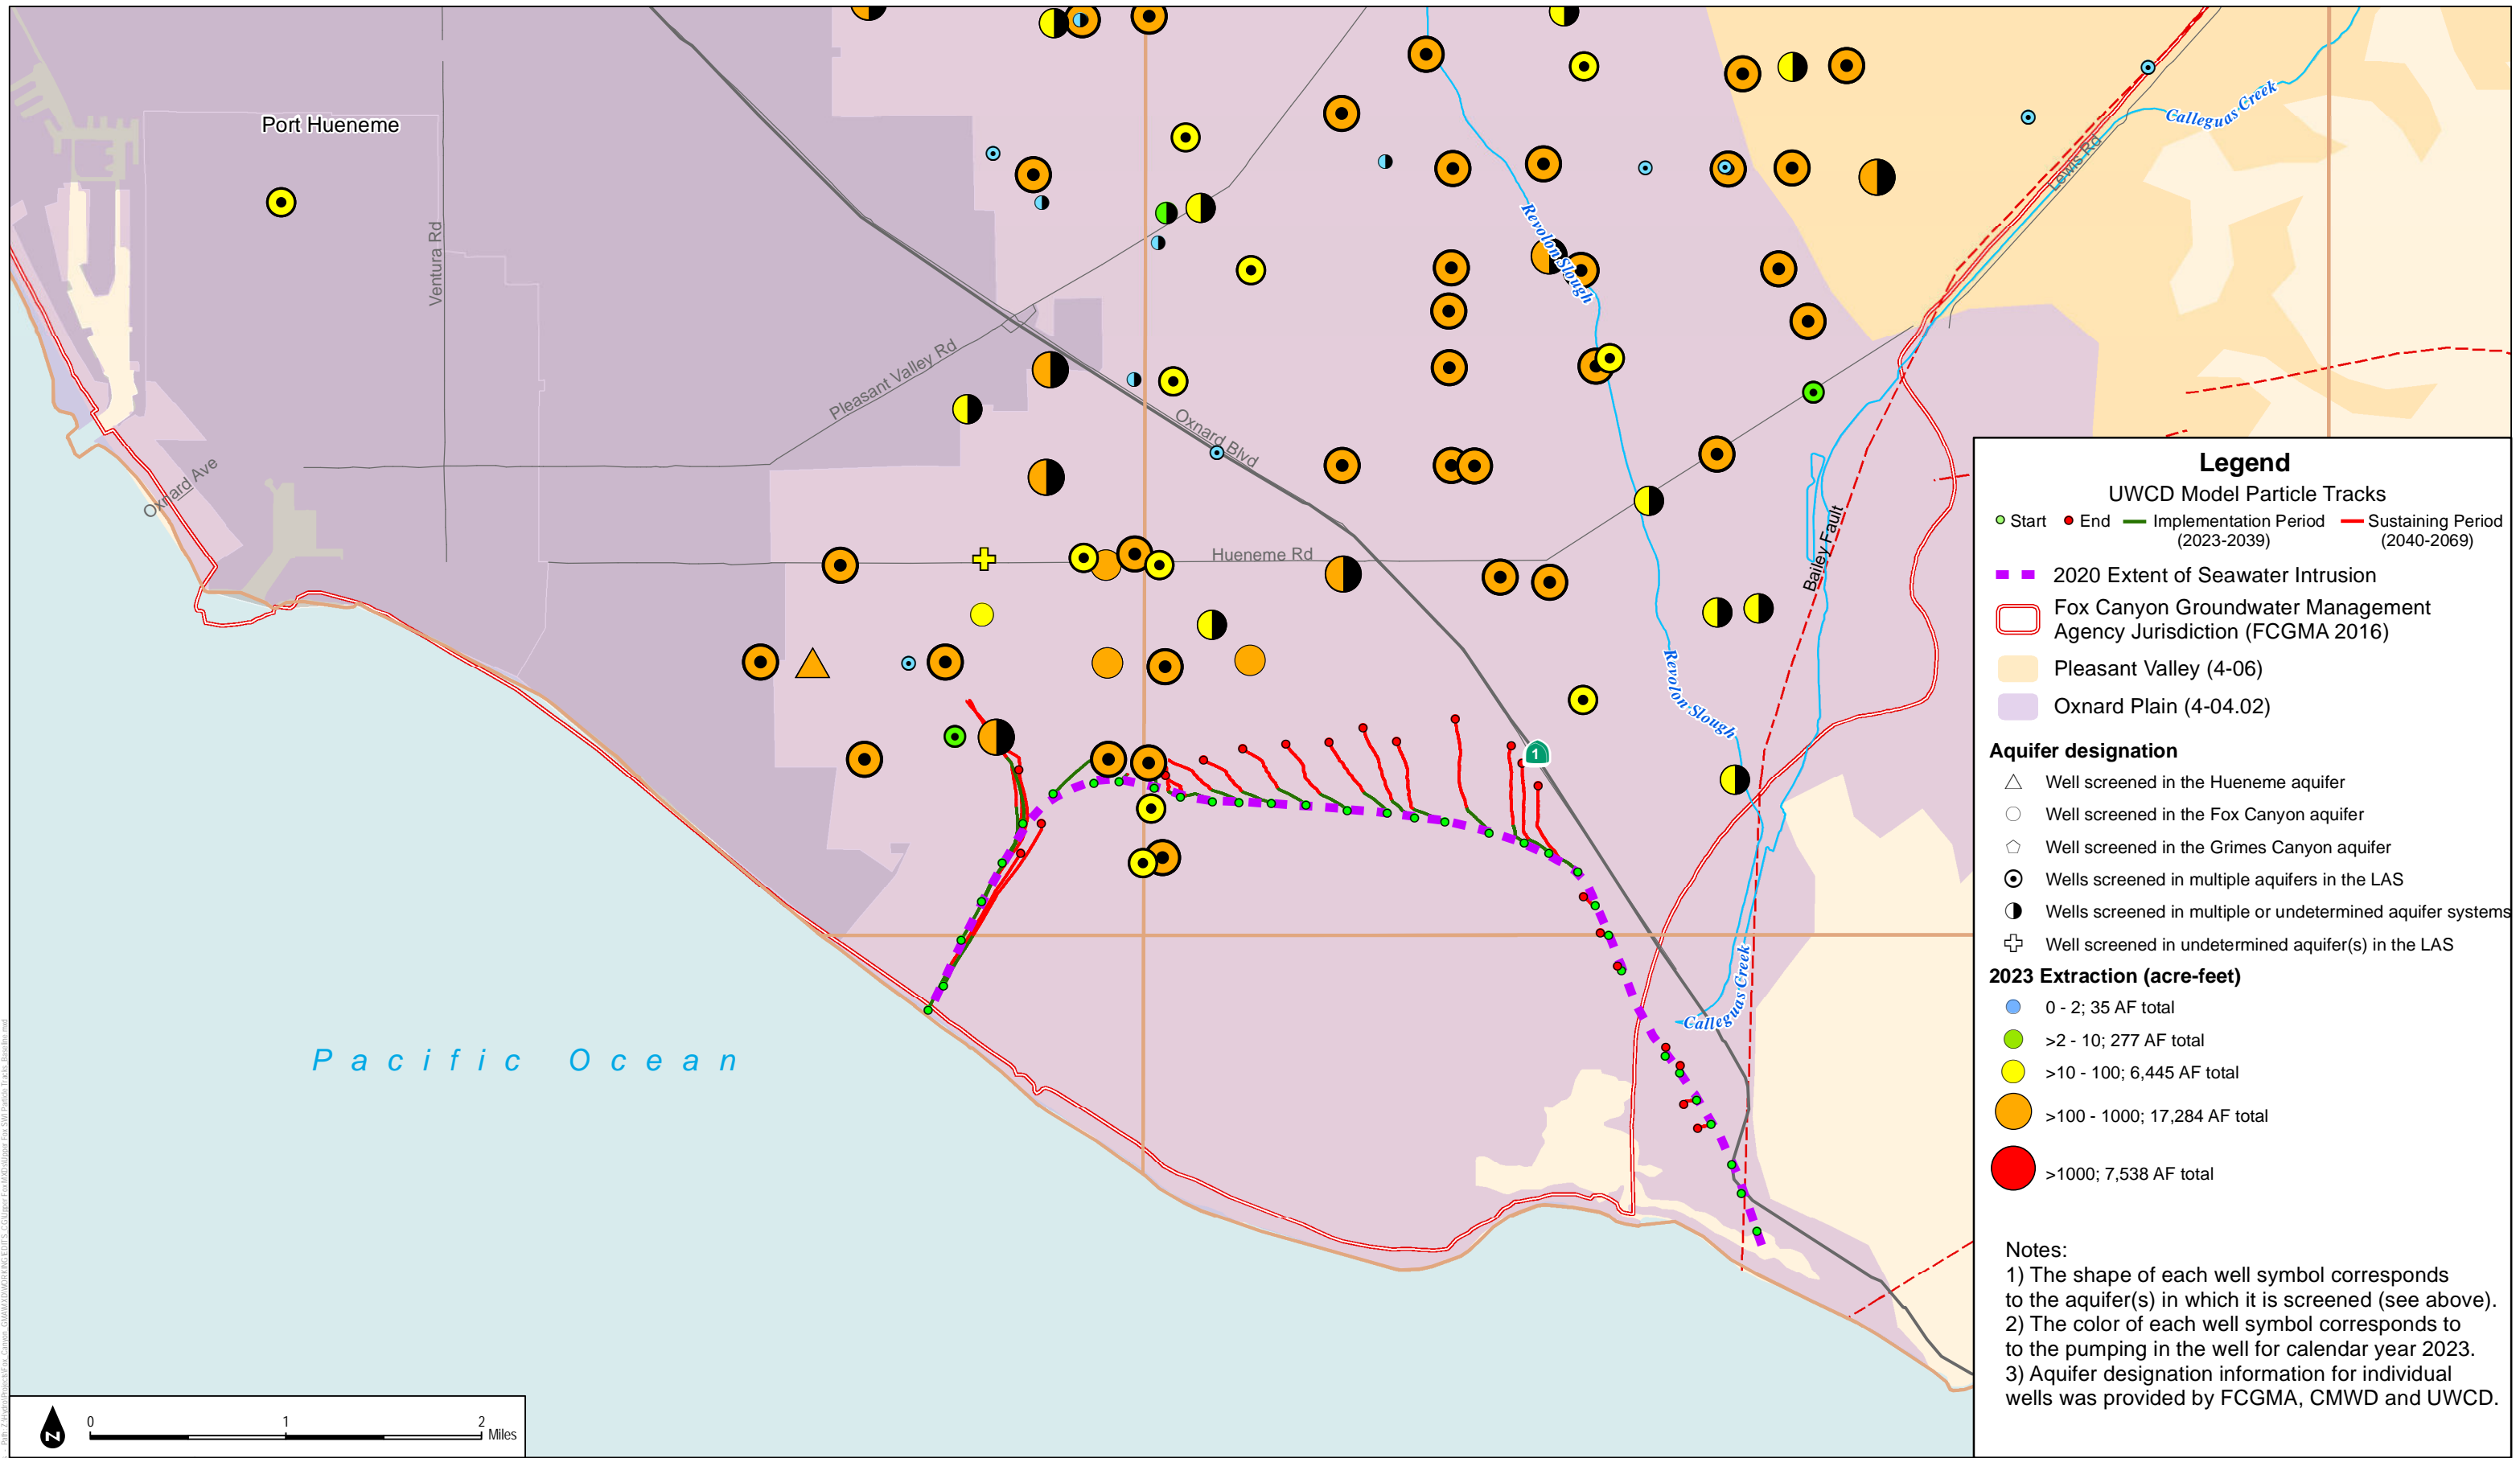 Port Hueneme
Ventura Rd
Oxnard Ave
Pleasant Valley Rd
Oxnard Blvd
Hueneme Rd
Revolon Slough
Revolon Slough
Calleguas Creek
Lewis Rd
Bailey Fault
Calleguas Creek
1
Pacific Ocean
N
0 1 2
Miles
Legend
UWCD Model Particle Tracks
Start End Implementation Period Sustaining Period
(2023-2039) (2040-2069)
2020 Extent of Seawater Intrusion
Fox Canyon Groundwater Management
Agency Jurisdiction (FCGMA 2016)
Pleasant Valley (4-06)
Oxnard Plain (4-04.02)
Aquifer designation
Well screened in the Hueneme aquifer
Well screened in the Fox Canyon aquifer
Well screened in the Grimes Canyon aquifer
Wells screened in multiple aquifers in the LAS
Wells screened in multiple or undetermined aquifer systems
Well screened in undetermined aquifer(s) in the LAS
2023 Extraction (acre-feet)
0 - 2; 35 AF total
>2 - 10; 277 AF total
>10 - 100; 6,445 AF total
>100 - 1000; 17,284 AF total
>1000; 7,538 AF total
Notes:
1) The shape of each well symbol corresponds
to the aquifer(s) in which it is screened (see above).
2) The color of each well symbol corresponds to
to the pumping in the well for calendar year 2023.
3) Aquifer designation information for individual
wells was provided by FCGMA, CMWD and UWCD.